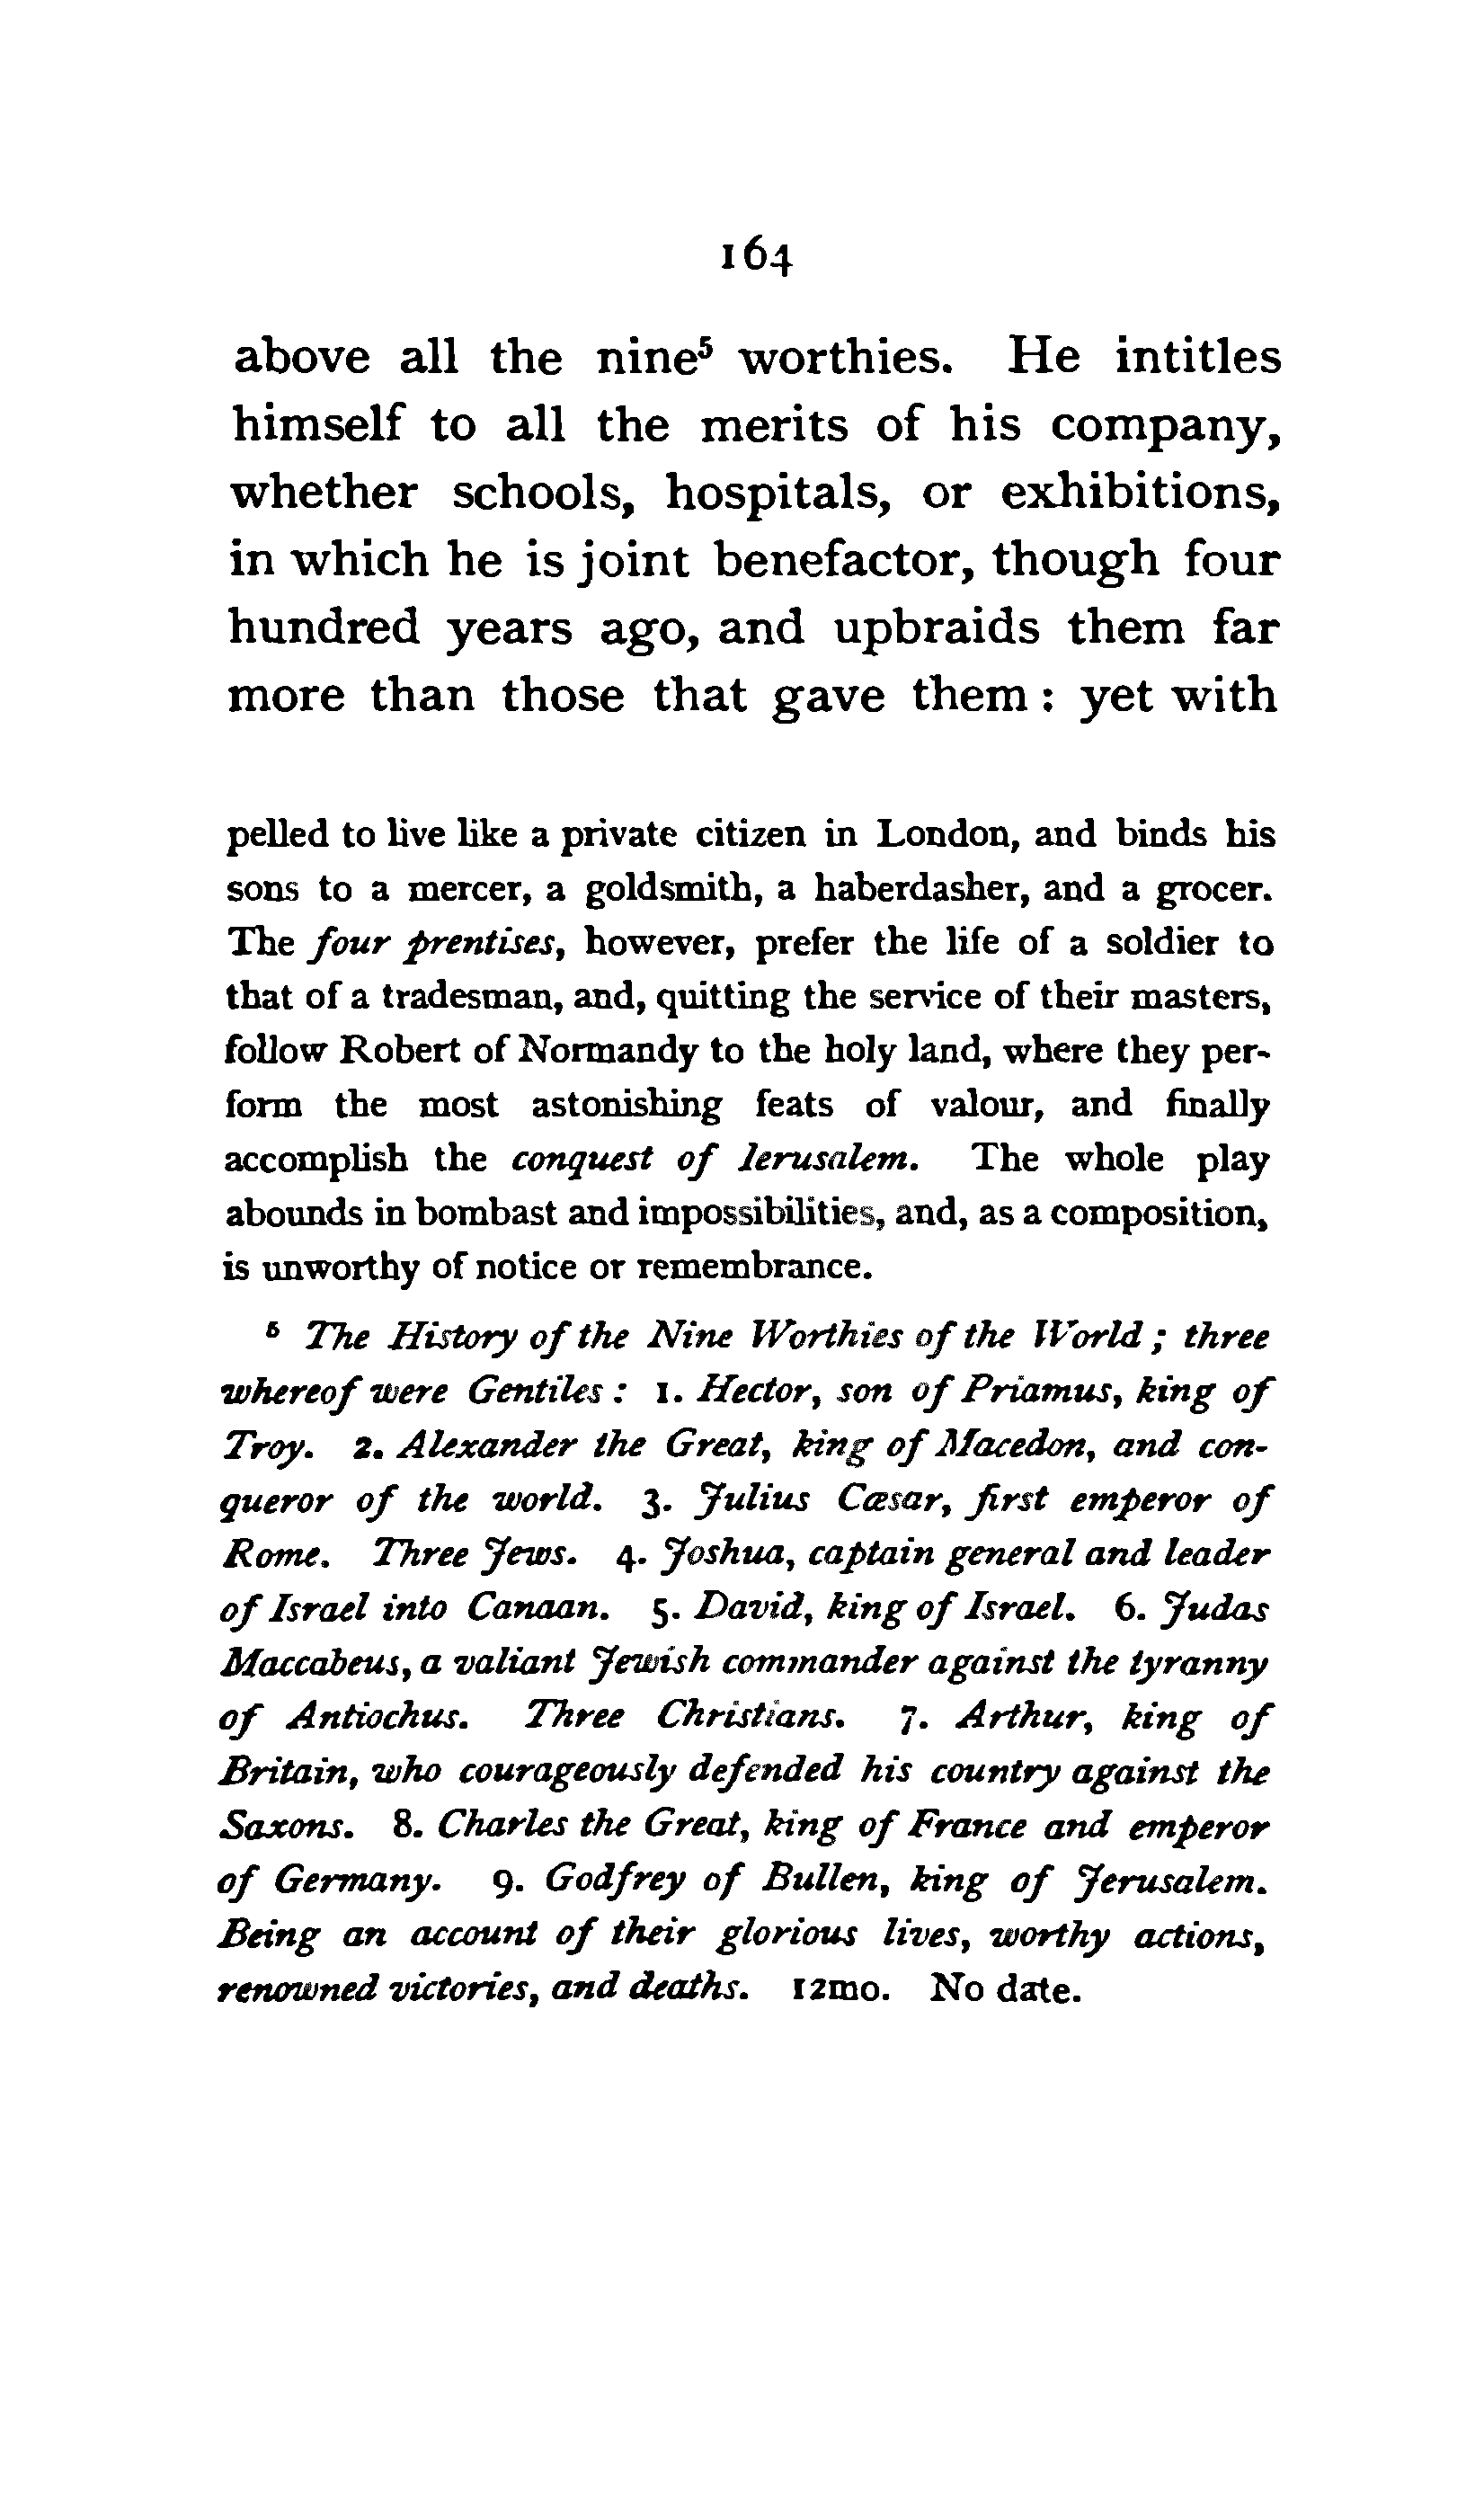 164
above all the nine⁵ worthies. He intitles
himself to all the merits of his company,
whether schools, hospitals, or exhibitions,
in which he is joint benefactor, though four
hundred years ago, and upbraids them far
more than those that gave them : yet with
pelled to live like a private citizen in London, and binds his
sons to a mercer, a goldsmith, a haberdasher, and a grocer.
The four prentises, however, prefer the life of a soldier to
that of a tradesman, and, quitting the service of their masters,
follow Robert of Normandy to the holy land, where they per-
form the most astonishing feats of valour, and finally
accomplish the conquest of Ierusalem. The whole play
abounds in bombast and impossibilities, and, as a composition,
is unworthy of notice or remembrance.
⁵ The History of the Nine Worthies of the World ; three
whereof were Gentiles : 1. Hector, son of Priamus, king of
Troy. 2. Alexander the Great, king of Macedon, and con-
queror of the world. 3. Julius Cæsar, first emperor of
Rome. Three Jews. 4. Joshua, captain general and leader
of Israel into Canaan. 5. David, king of Israel. 6. Judas
Maccabeus, a valiant Jewish commander against the tyranny
of Antiochus. Three Christians. 7. Arthur, king of
Britain, who courageously defended his country against the
Saxons. 8. Charles the Great, king of France and emperor
of Germany. 9. Godfrey of Bullen, king of Jerusalem.
Being an account of their glorious lives, worthy actions,
renowned victories, and deaths. 12mo. No date.